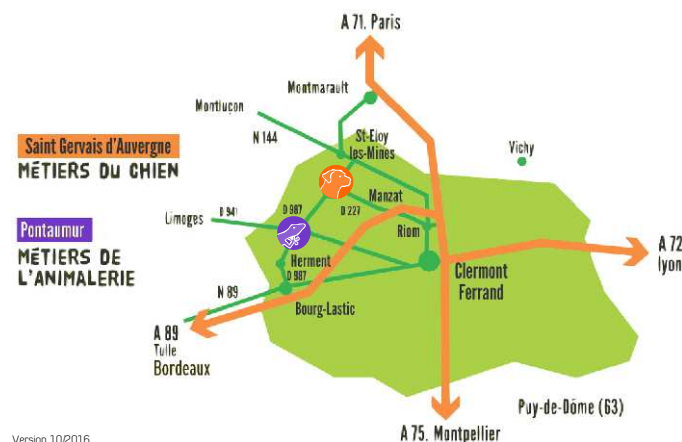 A 71. Paris
Montmarault
Montluçon
N 144
St-Eloy
les-Mines
Vichy
Saint Gervais d'Auvergne
MÉTIERS DU CHIEN
Manzat
D 941
D 987
D 227
Limoges
Riom
Pontaumur
MÉTIERS DE
L'ANIMALERIE
Herment
D 987
A 72
lyon
Clermont
Ferrand
N 89
Bourg-Lastic
A 89
Tulle
Bordeaux
Puy-de-Dôme (63)
A 75. Montpellier
Version 10/2016